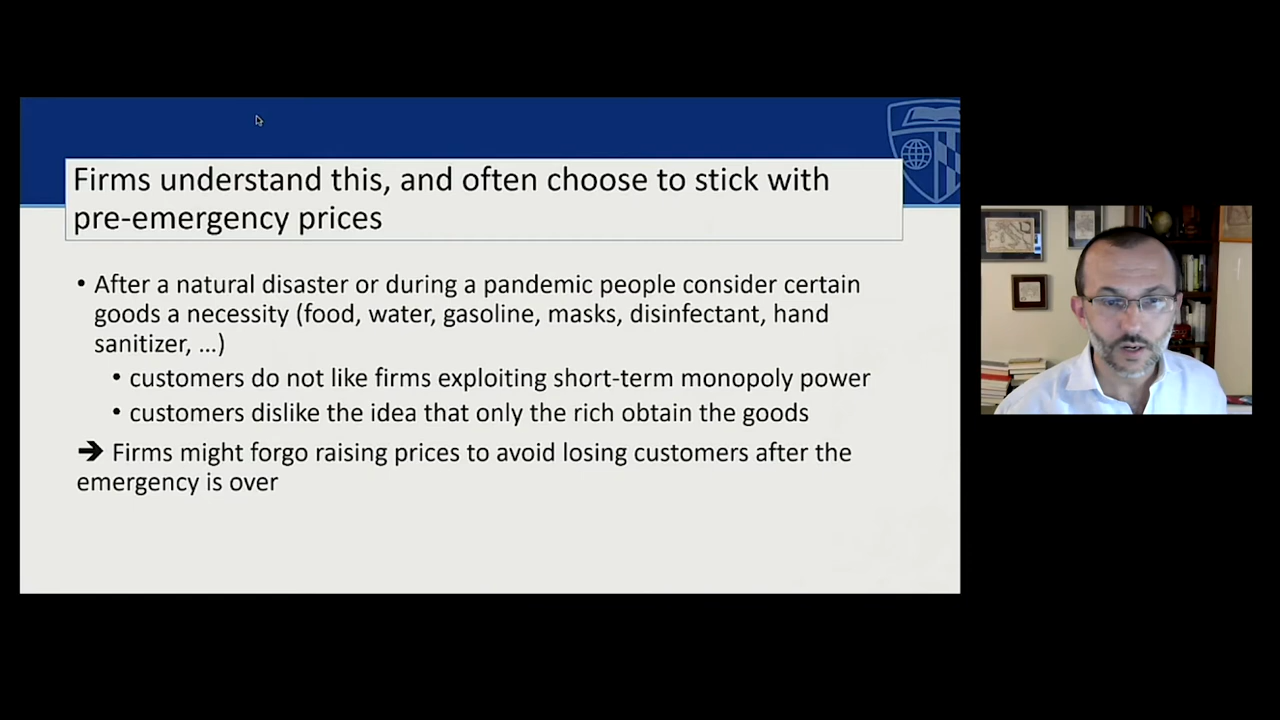 Firms understand this, and often choose to stick with
pre-emergency prices
• After a natural disaster or during a pandemic people consider certain
goods a necessity (food, water, gasoline, masks, disinfectant, hand
sanitizer, …)
• customers do not like firms exploiting short-term monopoly power
• customers dislike the idea that only the rich obtain the goods
➔ Firms might forgo raising prices to avoid losing customers after the
emergency is over